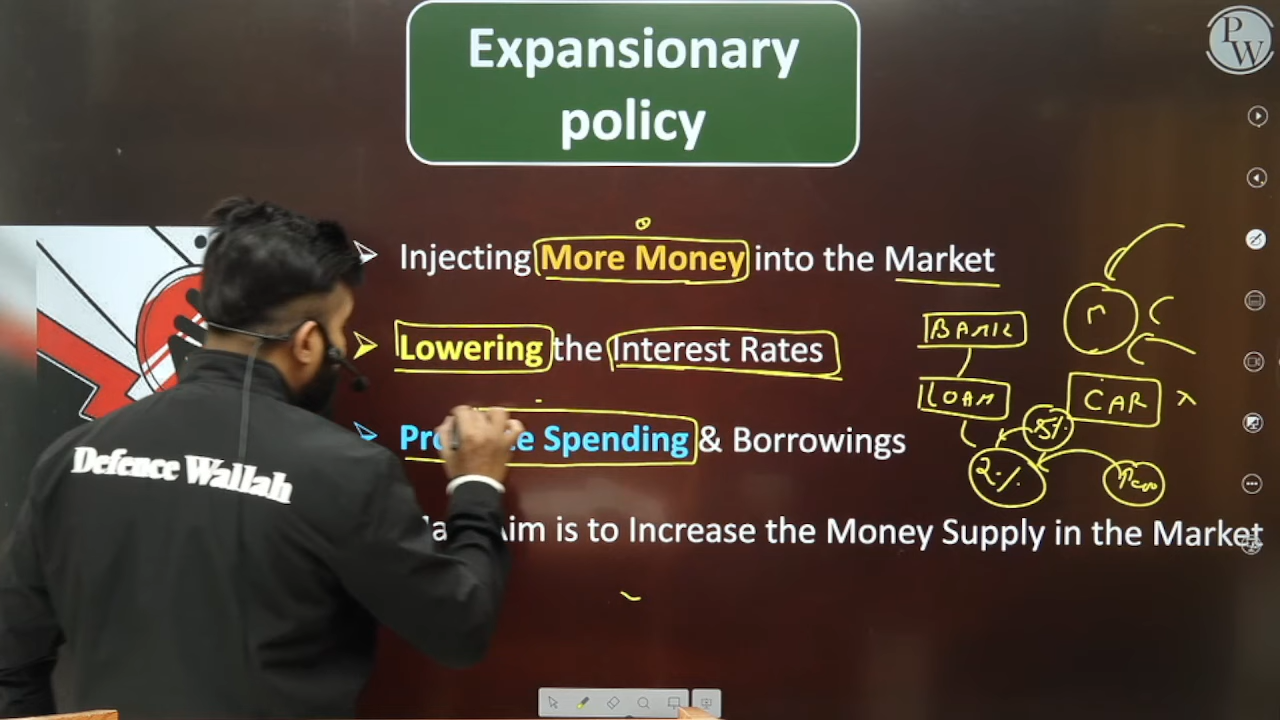 Expansionary
policy
PW
Injecting More Money into the Market
Lowering the Interest Rates
BANK
LOAN
CAR
Spending & Borrowings
2%
Aim is to Increase the Money Supply in the Market
Defence Wallah